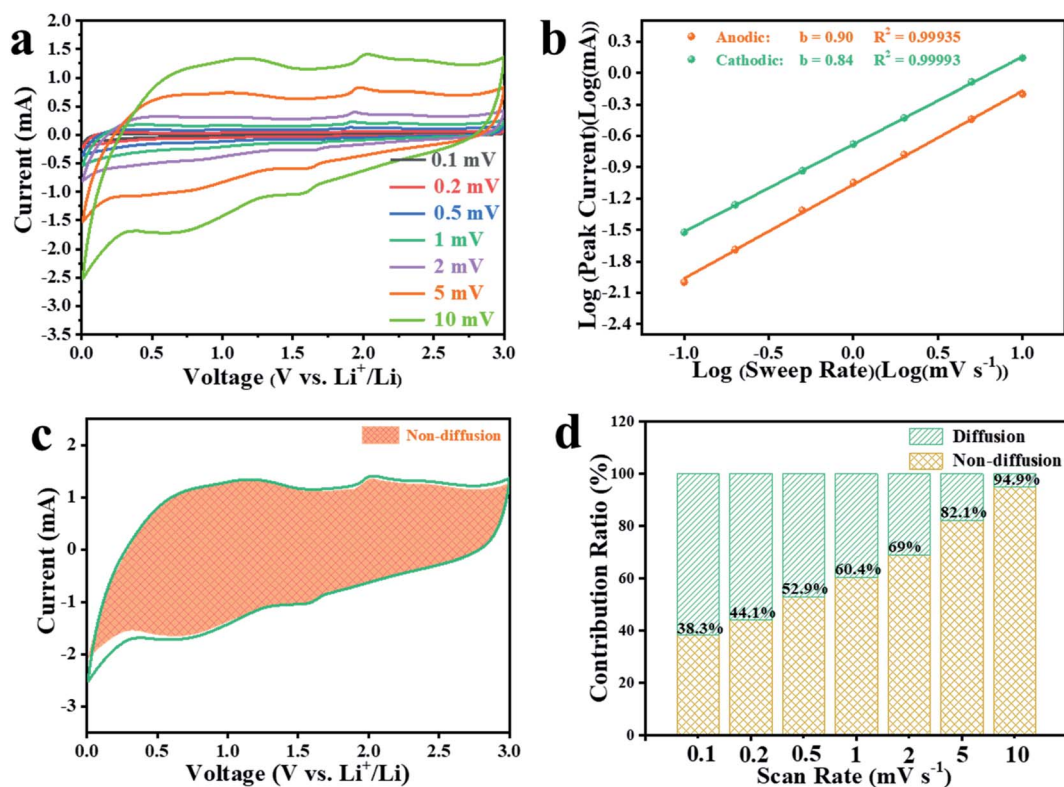 a
2.0
1.5
1.0
0.5
0.0
-0.5
-1.0
-1.5
-2.0
-2.5
-3.0
-3.5
Current (mA)
0.1 mV
0.2 mV
0.5 mV
1 mV
2 mV
5 mV
10 mV
0.0 0.5 1.0 1.5 2.0 2.5 3.0
Voltage (V vs. Li⁺/Li)
b
Anodic: b = 0.90 R² = 0.99935
Cathodic: b = 0.84 R² = 0.99993
0.3
0.0
-0.3
-0.6
-0.9
-1.2
-1.5
-1.8
-2.1
-2.4
Log (Peak Current)(Log(mA)
-1.0 -0.5 0.0 0.5 1.0
Log (Sweep Rate)(Log(mV s⁻¹))
c
Non-diffusion
2
1
0
-1
-2
-3
Current (mA)
0.0 0.5 1.0 1.5 2.0 2.5 3.0
Voltage (V vs. Li⁺/Li)
d
Diffusion
Non-diffusion
120
100
80
60
40
20
0
Contribution Ratio (%)
38.3%
44.1%
52.9%
60.4%
69%
82.1%
94.9%
0.1 0.2 0.5 1 2 5 10
Scan Rate (mV s⁻¹)